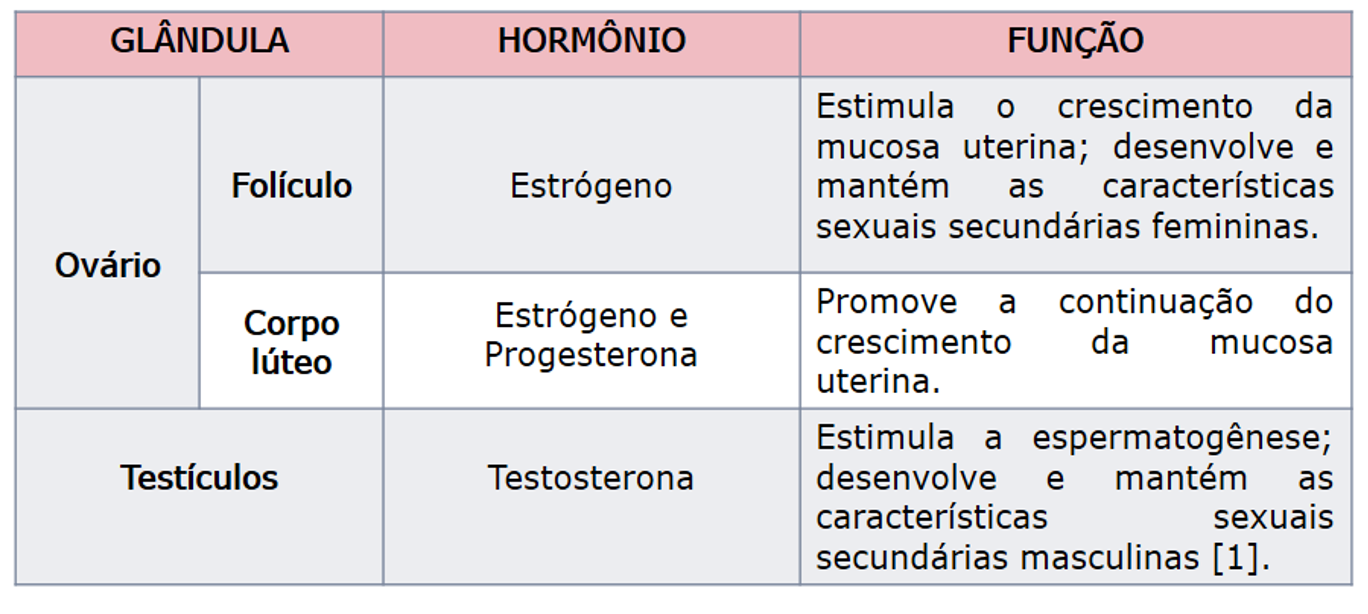 GLÂNDULA HORMÔNIO FUNÇÃO
Ovário
Folículo
Estrógeno
Estimula o crescimento da
mucosa uterina; desenvolve e
mantém as características
sexuais secundárias femininas.
Corpo
lúteo
Estrógeno e
Progesterona
Promove a continuação do
crescimento da mucosa
uterina.
Testículos
Testosterona
Estimula a espermatogênese;
desenvolve e mantém as
características sexuais
secundárias masculinas [1].